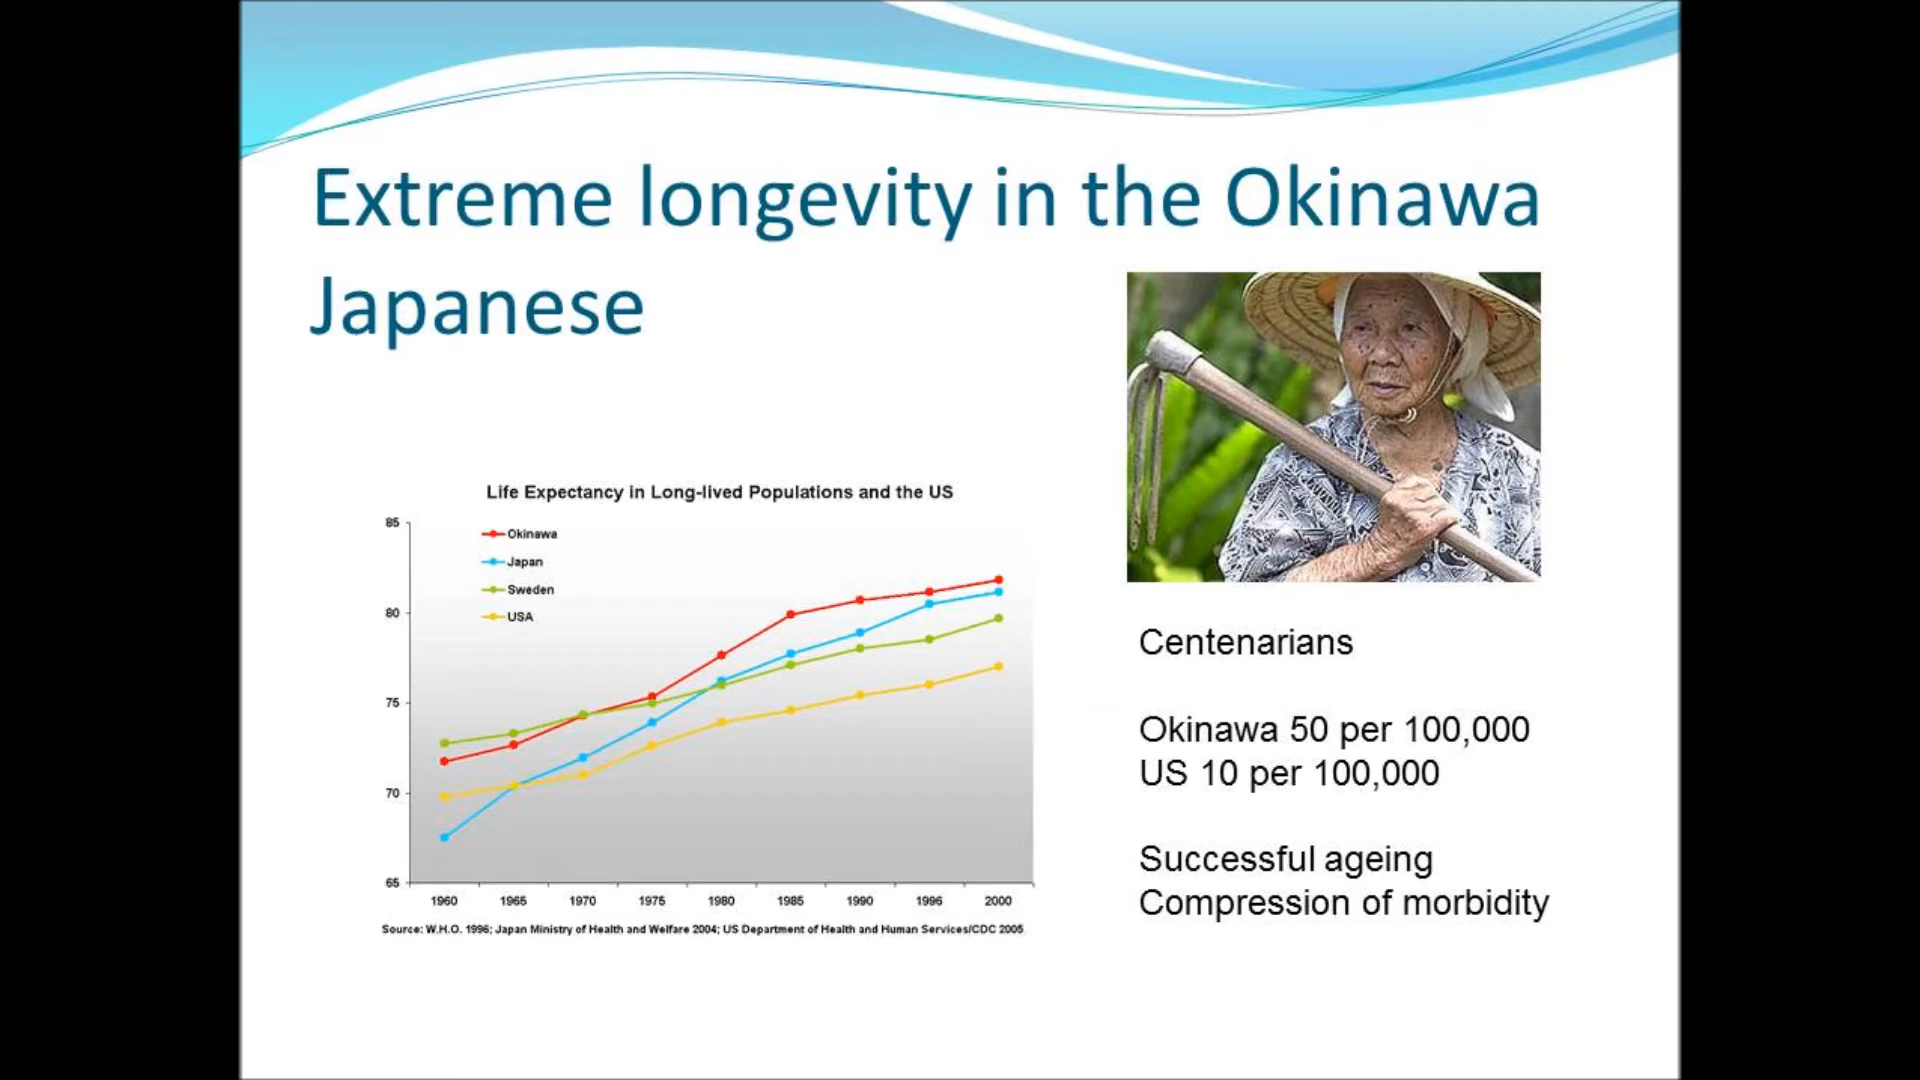 Extreme longevity in the Okinawa
Japanese
Life Expectancy in Long-lived Populations and the US
85
80
75
70
65
Okinawa
Japan
Sweden
USA
1960 1965 1970 1975 1980 1985 1990 1996 2000
Source: W.H.O. 1996; Japan Ministry of Health and Welfare 2004; US Department of Health and Human Services/CDC 2005
Centenarians
Okinawa 50 per 100,000
US 10 per 100,000
Successful ageing
Compression of morbidity